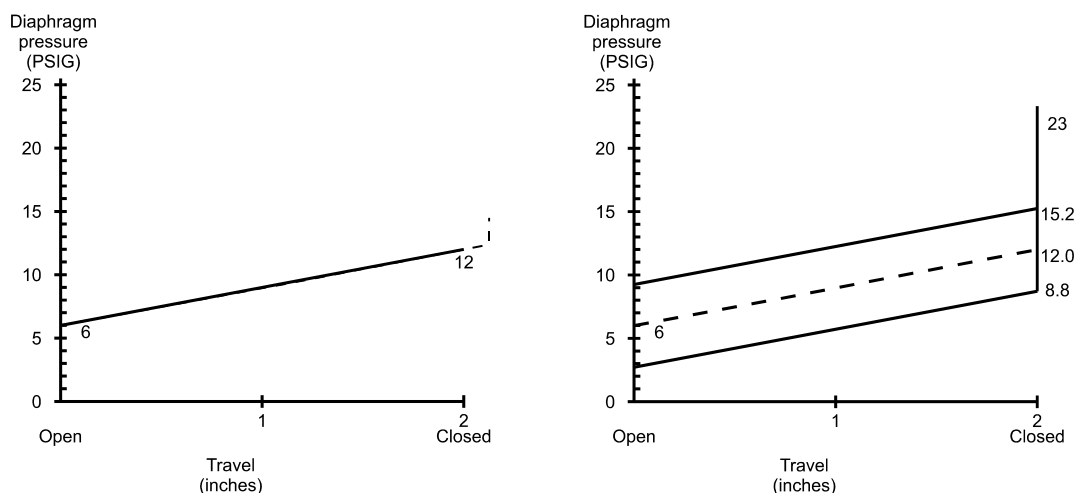 Diaphragm
pressure
(PSIG)
25
20
15
10
5
0
6
12
1
2
Open
Closed
Travel
(inches)
Diaphragm
pressure
(PSIG)
25
20
15
10
5
0
6
23
15.2
12.0
8.8
1
2
Open
Closed
Travel
(inches)